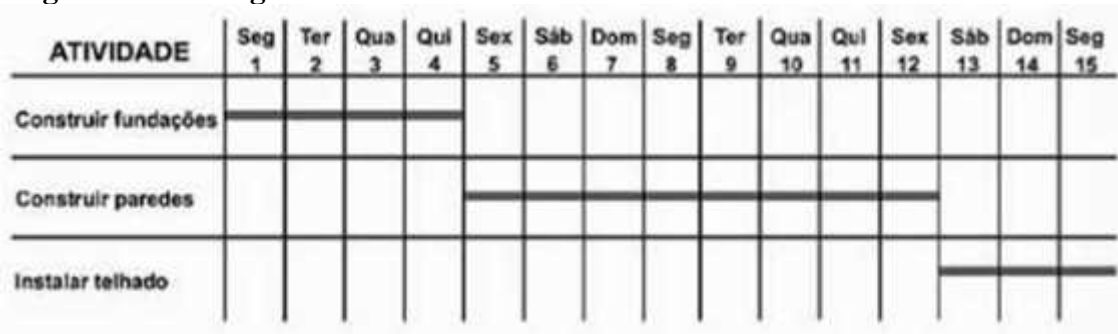 ATIVIDADE Seg Ter Qua Qui Sex Sáb Dom Seg Ter Qua Qui Sex Sáb Dom Seg
1 2 3 4 5 6 7 8 9 10 11 12 13 14 15
Construir fundações
Construir paredes
Instalar telhado